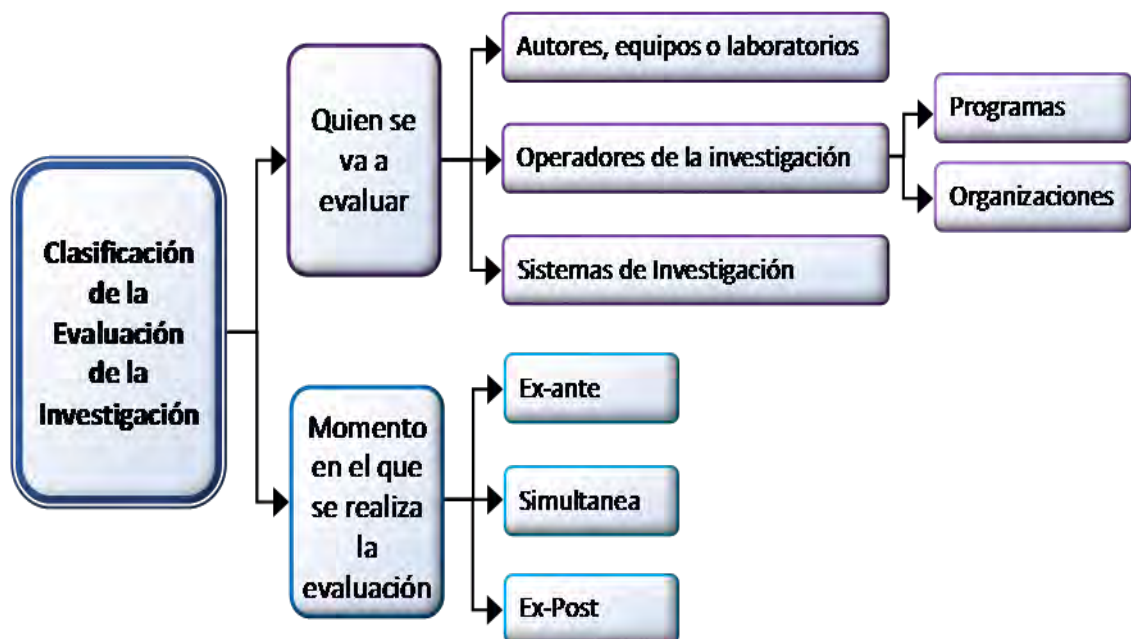 Clasificación
de la
Evaluación
de la
Investigación
Quien se
va a
evaluar
Autores, equipos o laboratorios
Operadores de la investigación
Programas
Organizaciones
Sistemas de Investigación
Momento
en el que
se realiza
la
evaluación
Ex-ante
Simultanea
Ex-Post